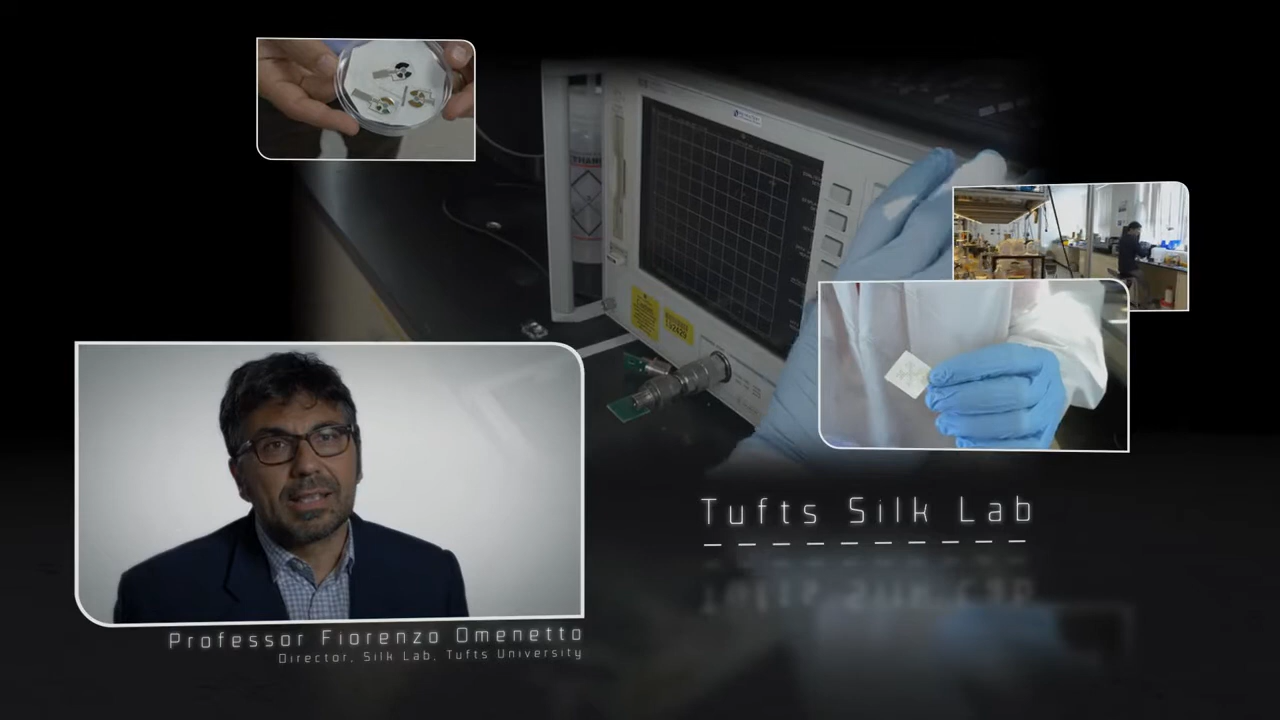 Tufts Silk Lab
Professor Fiorenzo Omenetto
Director, Silk Lab, Tufts University